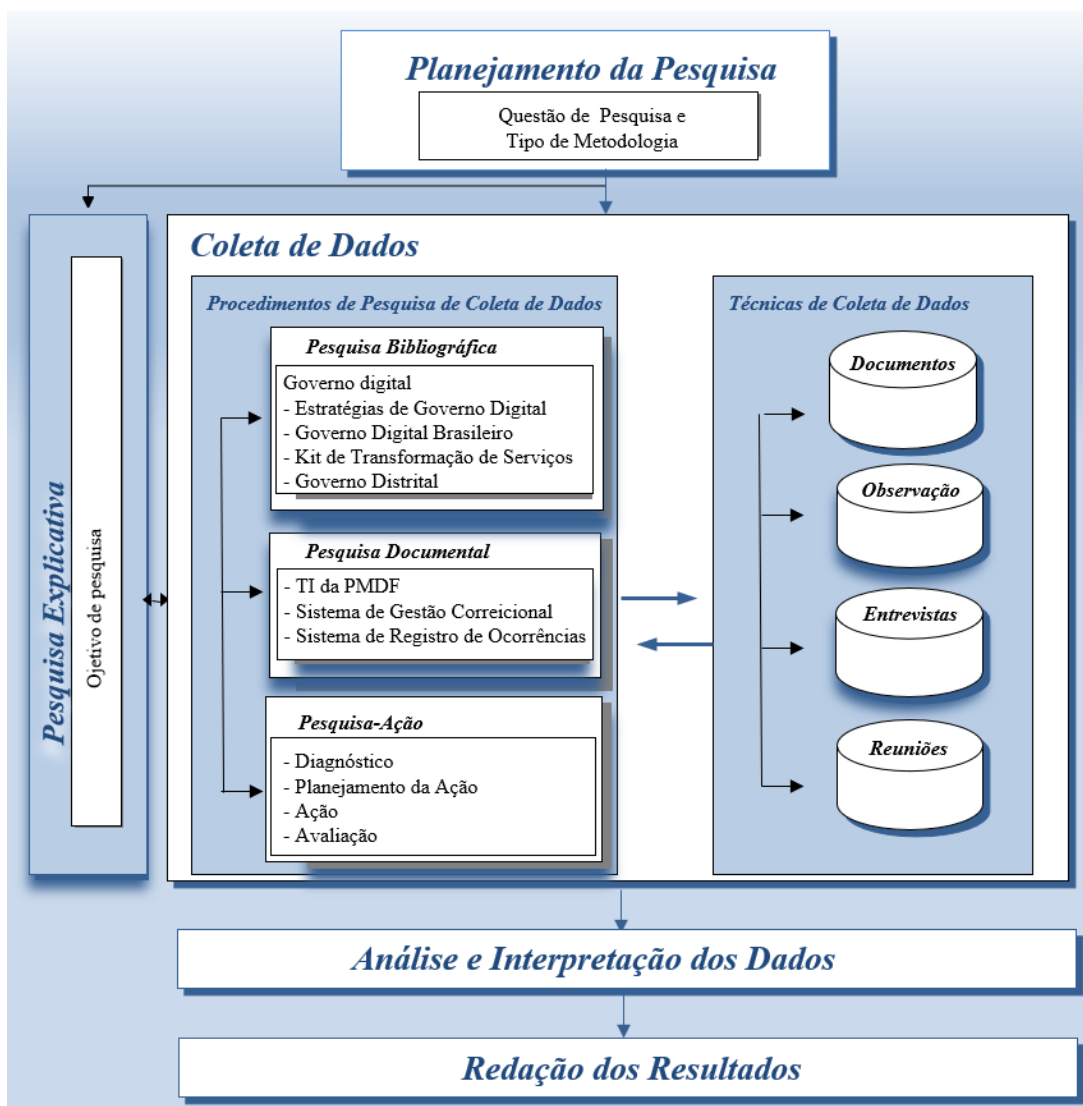 Planejamento da Pesquisa
Questão de Pesquisa e
Tipo de Metodologia
Pesquisa Explicativa
Ojetivo de pesquisa
Coleta de Dados
Procedimentos de Pesquisa de Coleta de Dados
Pesquisa Bibliográfica
Governo digital
- Estratégias de Governo Digital
- Governo Digital Brasileiro
- Kit de Transformação de Serviços
- Governo Distrital
Pesquisa Documental
- TI da PMDF
- Sistema de Gestão Correicional
- Sistema de Registro de Ocorrências
Pesquisa-Ação
- Diagnóstico
- Planejamento da Ação
- Ação
- Avaliação
Técnicas de Coleta de Dados
Documentos
Observação
Entrevistas
Reuniões
Análise e Interpretação dos Dados
Redação dos Resultados